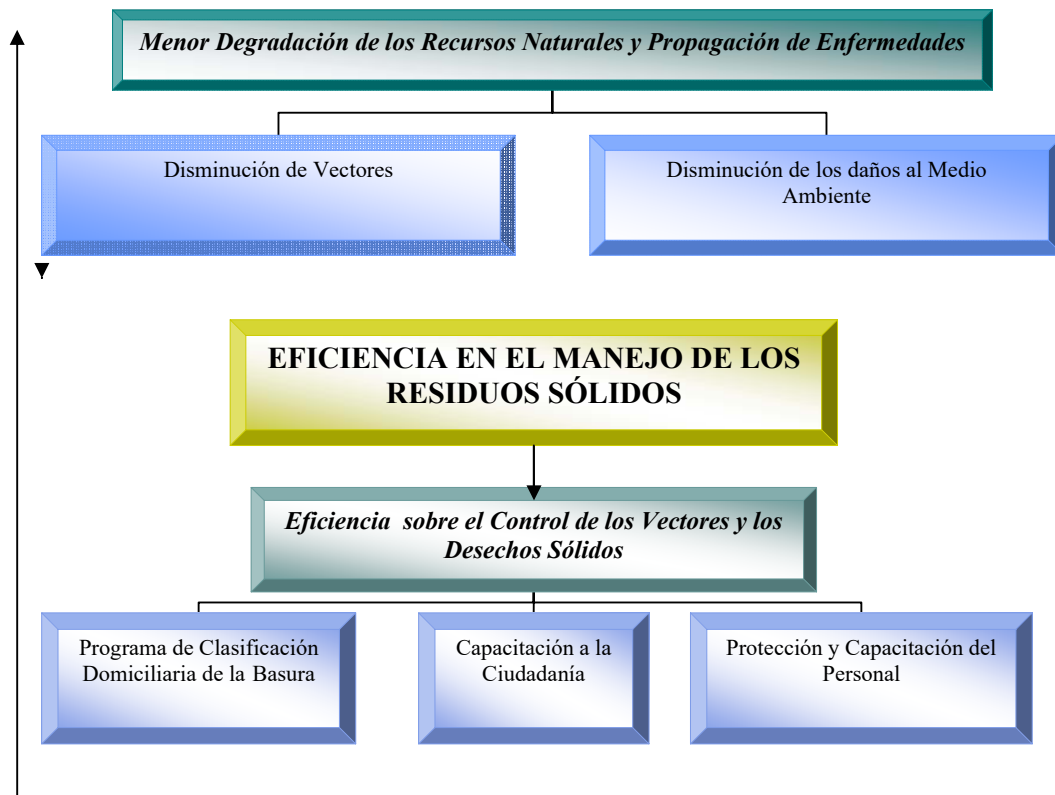 Menor Degradación de los Recursos Naturales y Propagación de Enfermedades
Disminución de Vectores
Disminución de los daños al Medio
Ambiente
EFICIENCIA EN EL MANEJO DE LOS
RESIDUOS SÓLIDOS
Eficiencia sobre el Control de los Vectores y los
Desechos Sólidos
Programa de Clasificación
Domiciliaria de la Basura
Capacitación a la
Ciudadanía
Protección y Capacitación del
Personal